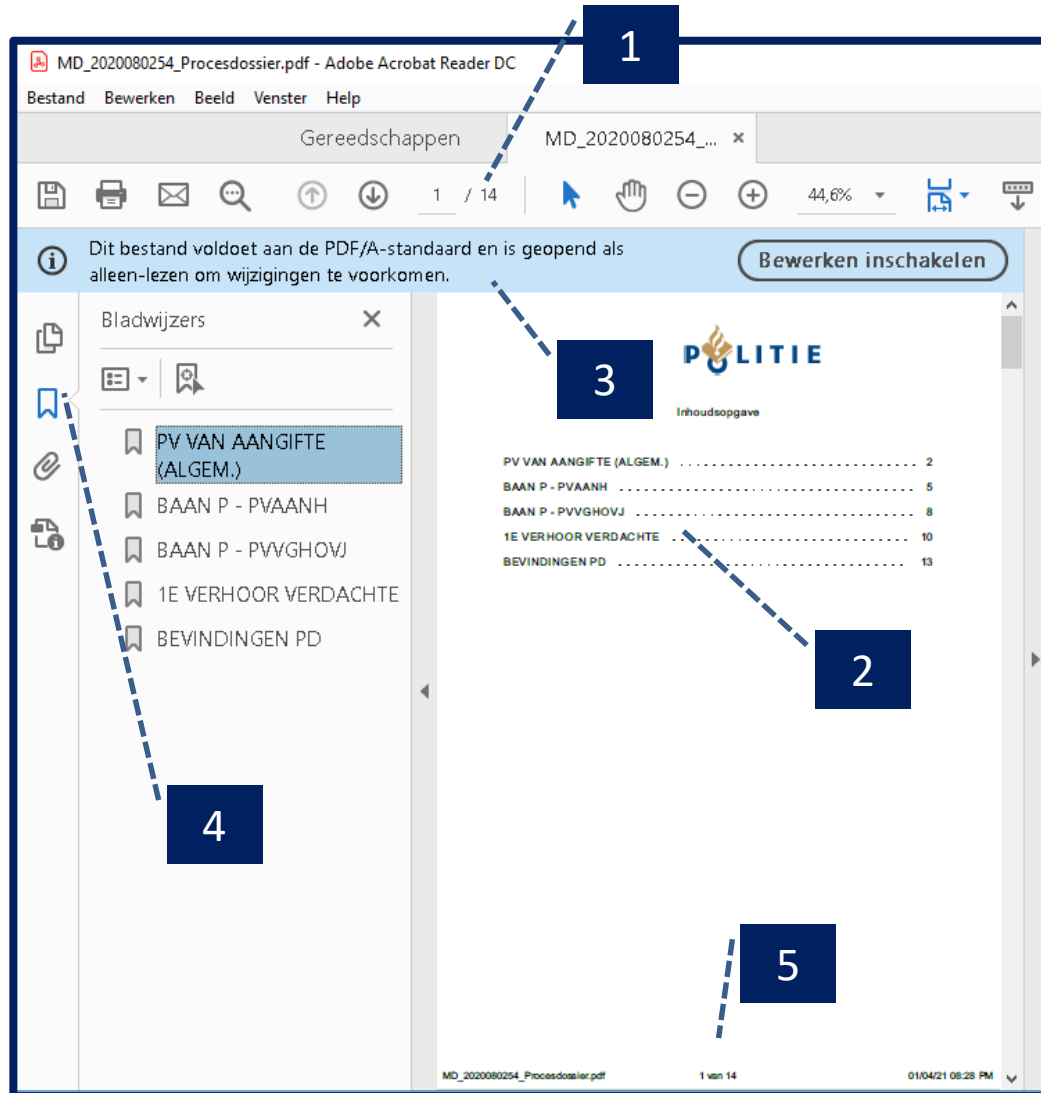 1
MD_2020080254_Procesdossier.pdf - Adobe Acrobat Reader DC
Bestand Bewerken Beeld Venster Help
Gereedschappen MD_2020080254_... ×
1 / 14 44,6%
Dit bestand voldoet aan de PDF/A-standaard en is geopend als
alleen-lezen om wijzigingen te voorkomen.
Bewerken inschakelen
Bladwijzers
PV VAN AANGIFTE
(ALGEM.)
BAAN P - PVAANH
BAAN P - PVVGHOVJ
1E VERHOOR VERDACHTE
BEVINDINGEN PD
4
POLITIE
3
Inhoudsopgave
PV VAN AANGIFTE (ALGEM.) ........................................ 2
BAAN P - PVAANH ........................................ 5
BAAN P - PVVGHOVJ ........................................ 8
1E VERHOOR VERDACHTE ........................................ 10
BEVINDINGEN PD ........................................ 13
2
5
MD_2020080254_Procesdossier.pdf 1 van 14 01/04/21 08:28 PM